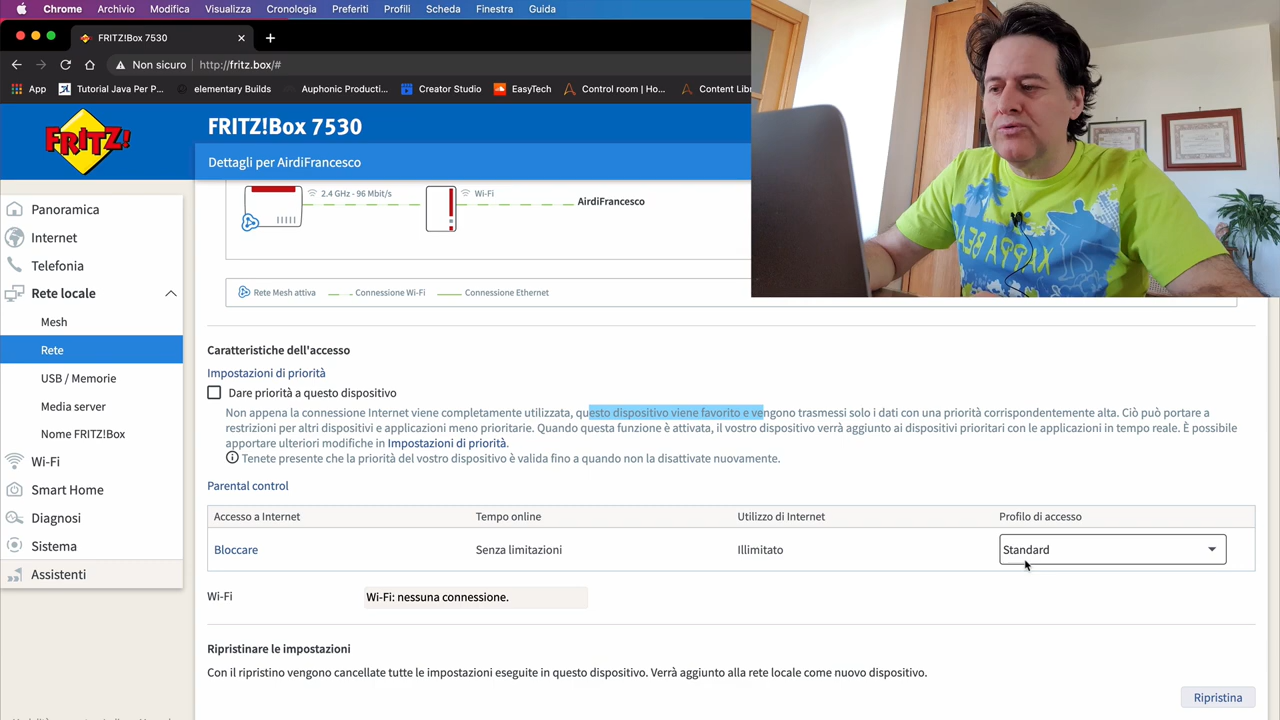 Chrome Archivio Modifica Visualizza Cronologia Preferiti Profili Scheda Finestra Guida
FRITZ!Box 7530
Non sicuro http://fritz.box/#
App Tutorial Java Per P... elementary Builds Auphonic Producti... Creator Studio EasyTech Control room | Ho... Content Lib
FRITZ!
FRITZ!Box 7530
Dettagli per AirdiFrancesco
2.4 GHz - 96 Mbit/s
Wi-Fi
AirdiFrancesco
Rete Mesh attiva Connessione Wi-Fi Connessione Ethernet
Panoramica
Internet
Telefonia
Rete locale
Mesh
Rete
USB / Memorie
Media server
Nome FRITZ!Box
Wi-Fi
Smart Home
Diagnosi
Sistema
Assistenti
Caratteristiche dell'accesso
Impostazioni di priorità
Dare priorità a questo dispositivo
Non appena la connessione Internet viene completamente utilizzata, questo dispositivo viene favorito e vengono trasmessi solo i dati con una priorità corrispondentemente alta. Ciò può portare a
restrizioni per altri dispositivi e applicazioni meno prioritarie. Quando questa funzione è attivata, il vostro dispositivo verrà aggiunto ai dispositivi prioritari con le applicazioni in tempo reale. È possibile
apportare ulteriori modifiche in Impostazioni di priorità.
Tenete presente che la priorità del vostro dispositivo è valida fino a quando non la disattivate nuovamente.
Parental control
Accesso a Internet Tempo online Utilizzo di Internet Profilo di accesso
Bloccare Senza limitazioni Illimitato Standard
Wi-Fi Wi-Fi: nessuna connessione.
Ripristinare le impostazioni
Con il ripristino vengono cancellate tutte le impostazioni eseguite in questo dispositivo. Verrà aggiunto alla rete locale come nuovo dispositivo.
Ripristina